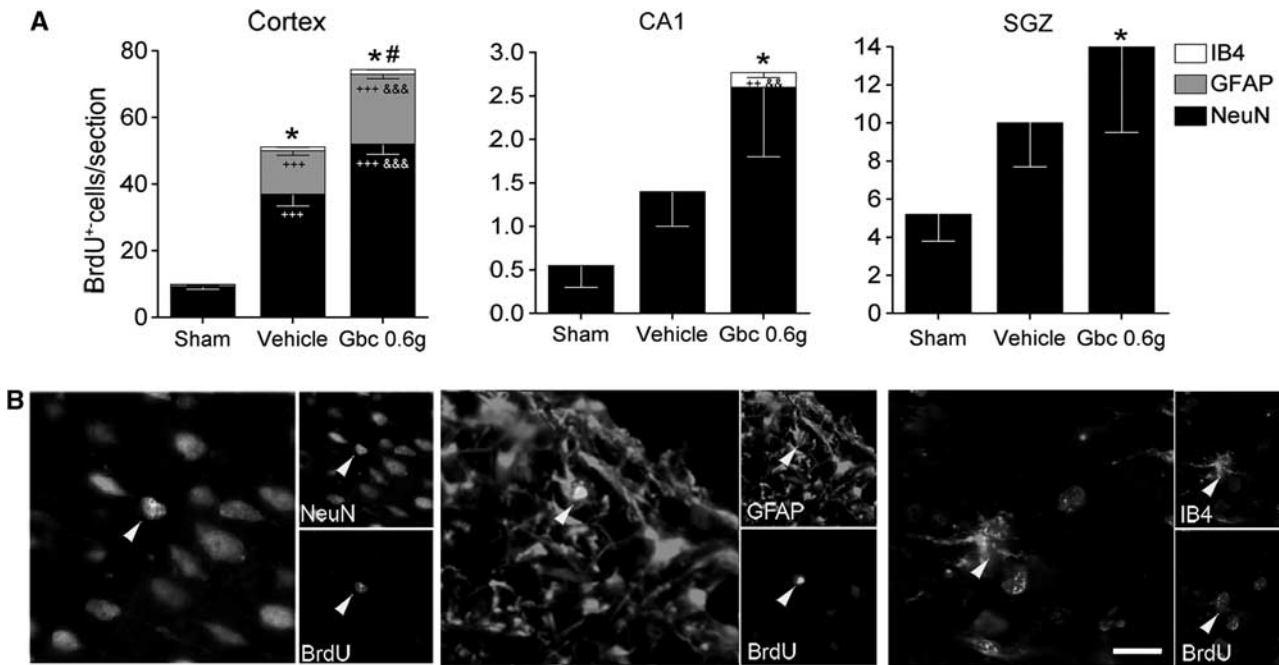 A
Cortex
CA1
SGZ
IB4
GFAP
NeuN
BrdU+-cells/section
80
60
40
20
0
*
*#
+++
+++
+++ &&&
+++ &&&
Sham
Vehicle
Gbc 0.6g
3.0
2.5
2.0
1.5
1.0
0.5
0.0
*
++ &&
Sham
Vehicle
Gbc 0.6g
14
12
10
8
6
4
2
0
*
Sham
Vehicle
Gbc 0.6g
B
NeuN
BrdU
GFAP
BrdU
IB4
BrdU